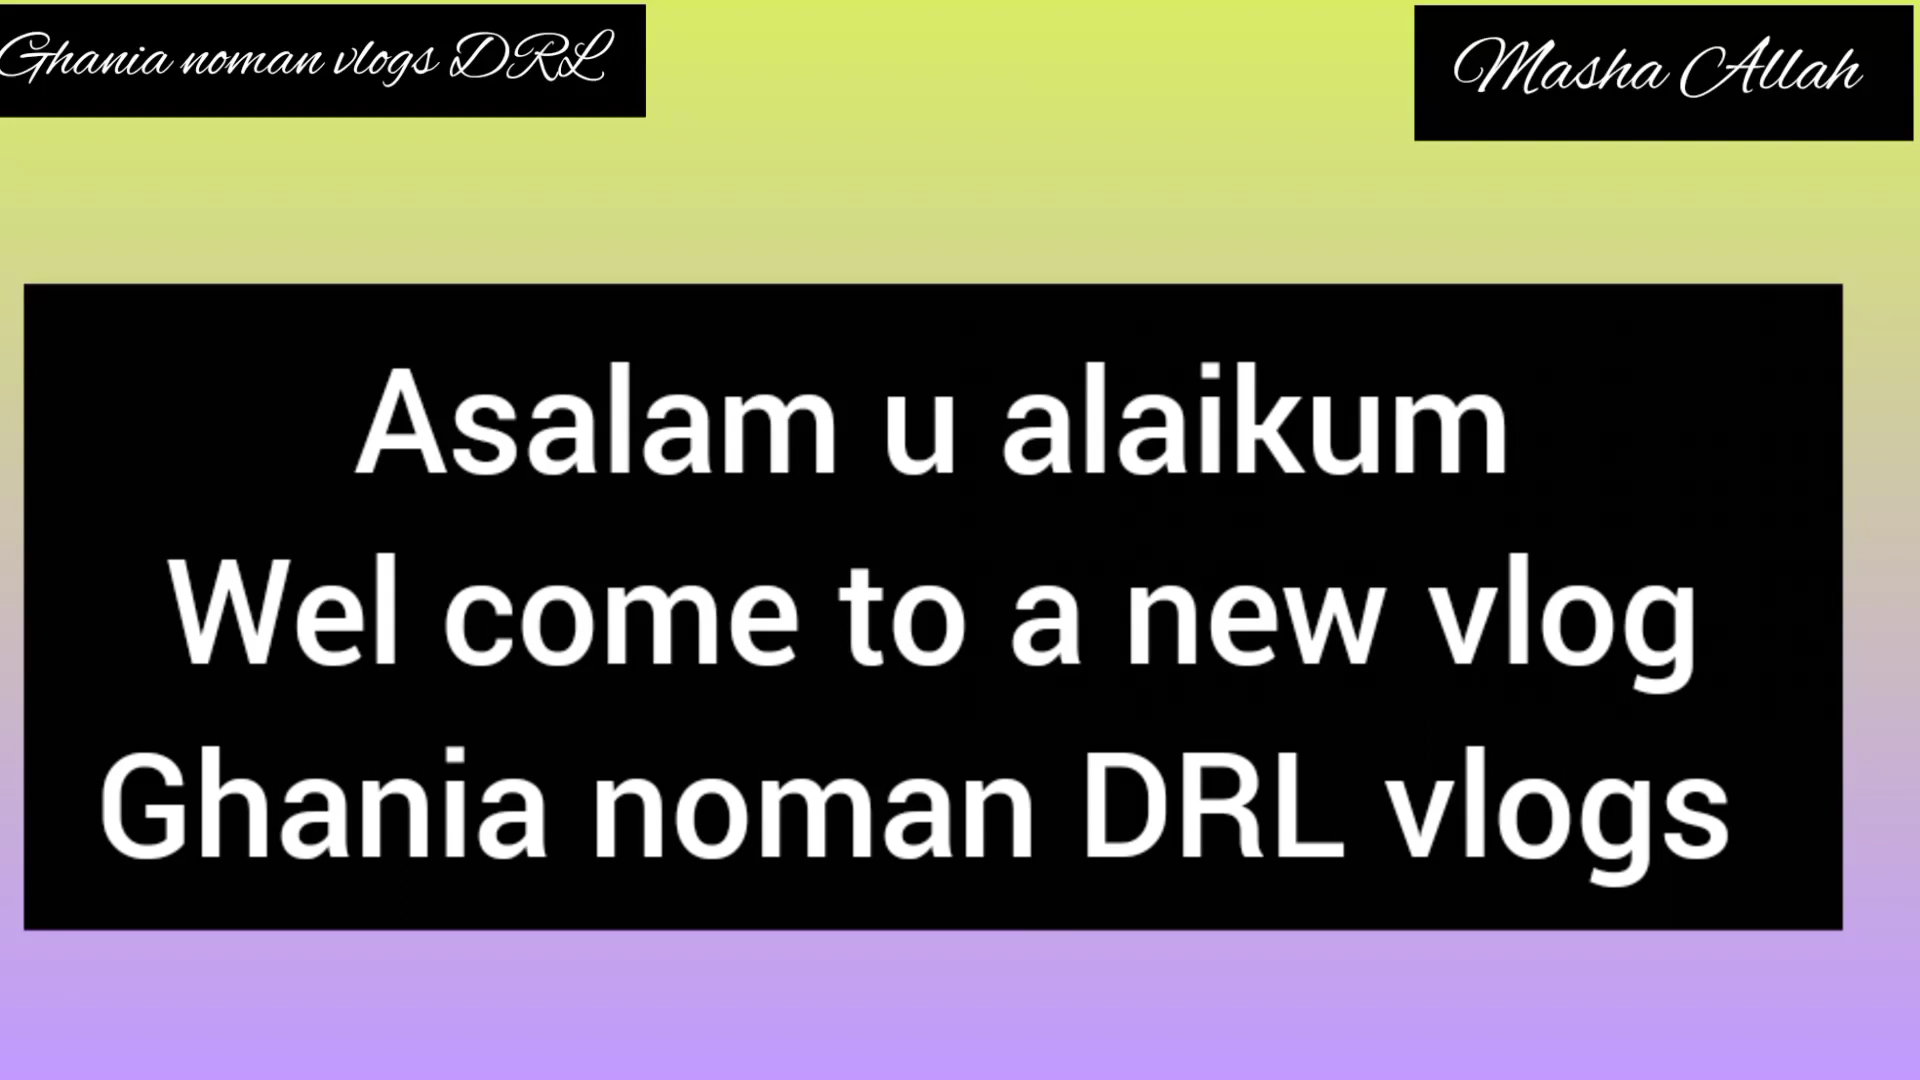 Ghania noman vlogs DRL
Masha Allah
Asalam u alaikum
Wel come to a new vlog
Ghania noman DRL vlogs